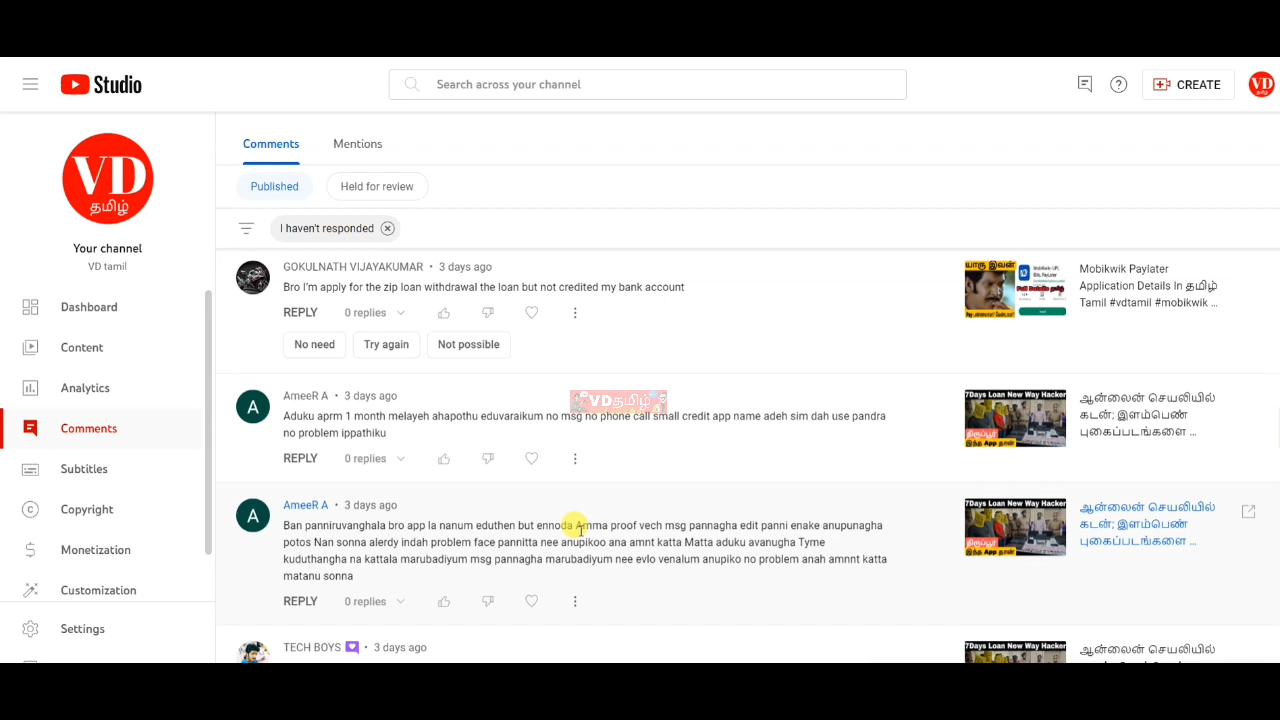 Studio
Search across your channel
CREATE
VD
தமிழ்
VD
தமிழ்
Your channel
VD tamil
Dashboard
Content
Analytics
Comments
Subtitles
Copyright
Monetization
Customization
Settings
Comments
Mentions
Published
Held for review
I haven't responded
GOKULNATH VIJAYAKUMAR • 3 days ago
Bro I'm apply for the zip loan withdrawal the loan but not credited my bank account
REPLY 0 replies
No need Try again Not possible
யாரு இவன்
Mobikwik Paylater
Application Details In தமிழ்
Tamil #vdtamil #mobikwik ...
A
AmeeR A • 3 days ago
VDதமிழ்
Aduku aprm 1 month melayeh ahapothu eduvaraikum no msg no phone call small credit app name adeh sim dah use pandra
no problem ippathiku
REPLY 0 replies
7Days Loan New Way Hacker
திருப்பூர்
இந்த App தான்
ஆன்லைன் செயலியில்
கடன்; இளம்பெண்
புகைப்படங்களை ...
A
AmeeR A • 3 days ago
Ban panniruvanghala bro app la nanum eduthen but ennoda Amma proof vech msg pannagha edit panni enake anupunagha
potos Nan sonna alerdy indah problem face pannitta nee anupikoo ana amnt katta Matta aduku avanugha Tyme
kuduthangha na kattala marubadiyum msg pannagha marubadiyum nee evlo venalum anupiko no problem anah amnnt katta
matanu sonna
REPLY 0 replies
7Days Loan New Way Hacker
திருப்பூர்
இந்த App தான்
ஆன்லைன் செயலியில்
கடன்; இளம்பெண்
புகைப்படங்களை ...
TECH BOYS • 3 days ago
7Days Loan New Way Hacker
ஆன்லைன் செயலியில்